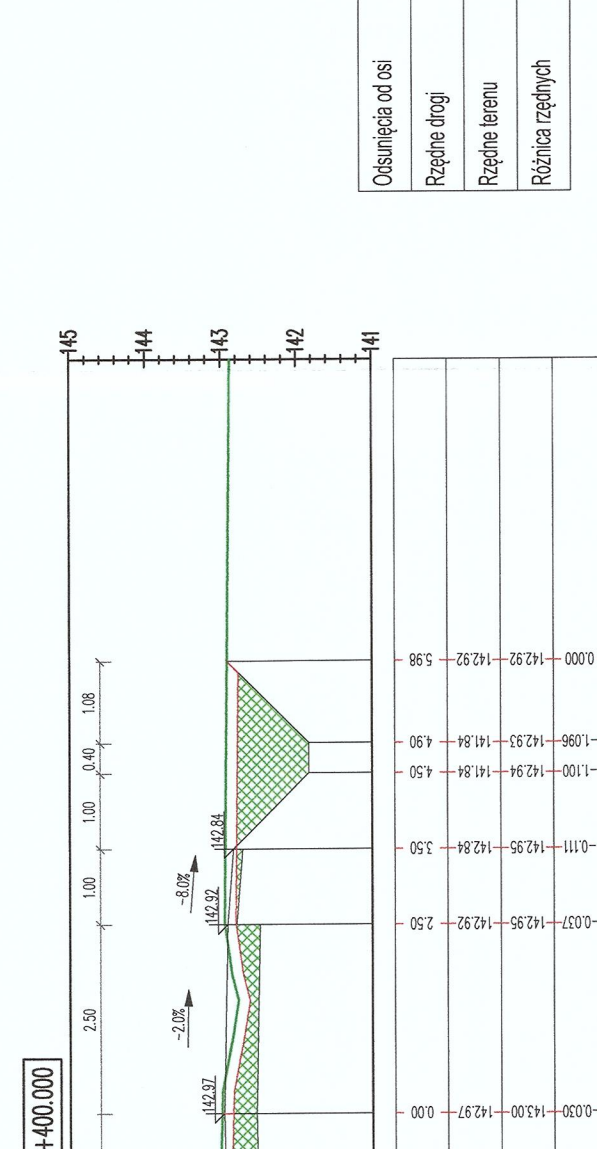 +400.000
2.50
1.00
1.00
0.40
1.08
-2.0%
-8.0%
142.97
142.92
142.84
145
144
143
142
141
Odsunięcia od osi
Rzędne drogi
Rzędne terenu
Różnica rzędnych
0.00 2.50 3.50 4.50 4.90 5.98
142.97 142.92 142.84 141.84 141.84 142.92
143.00 142.95 142.95 142.94 142.93 142.92
-0.030 -0.037 -0.111 -1.100 -1.096 0.000